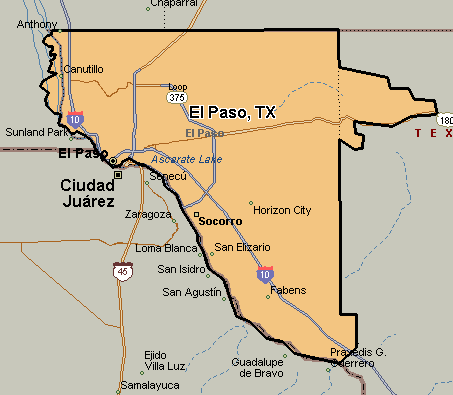 Chaparral
Anthony
Canutillo
Loop
375
10
El Paso, TX
180
Sunland Park
El Paso
T E X
El Paso
Ascarate Lake
Ciudad
Juárez
Senecú
Zaragoza
Socorro
Horizon City
Loma Blanca
San Elizario
San Isidro
45
10
San Agustín
Fabens
Ejido
Villa Luz
Guadalupe
de Bravo
Praxedis G.
Guerrero
Samalayuca